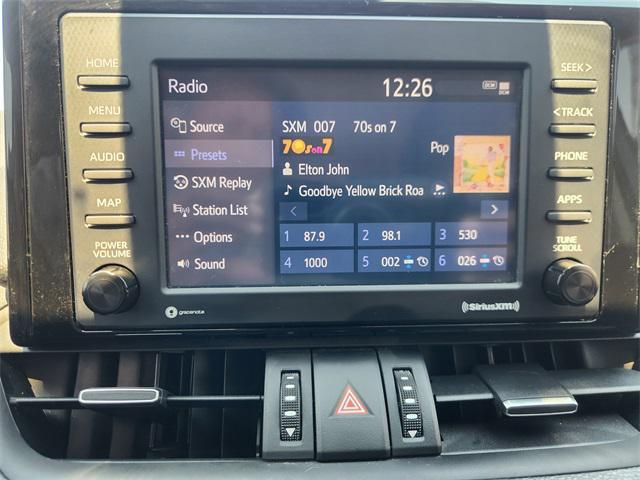 HOME
MENU
AUDIO
MAP
POWER
VOLUME
Radio
12:26
DCM
DCM
Source
Presets
SXM Replay
Station List
Options
Sound
SXM 007 70s on 7
70s on 7
Pop
Elton John
Goodbye Yellow Brick Roa
1 87.9
2 98.1
3 530
4 1000
5 002
6 026
SEEK >
< TRACK
PHONE
APPS
TUNE
SCROLL
gracenote
SiriusXM